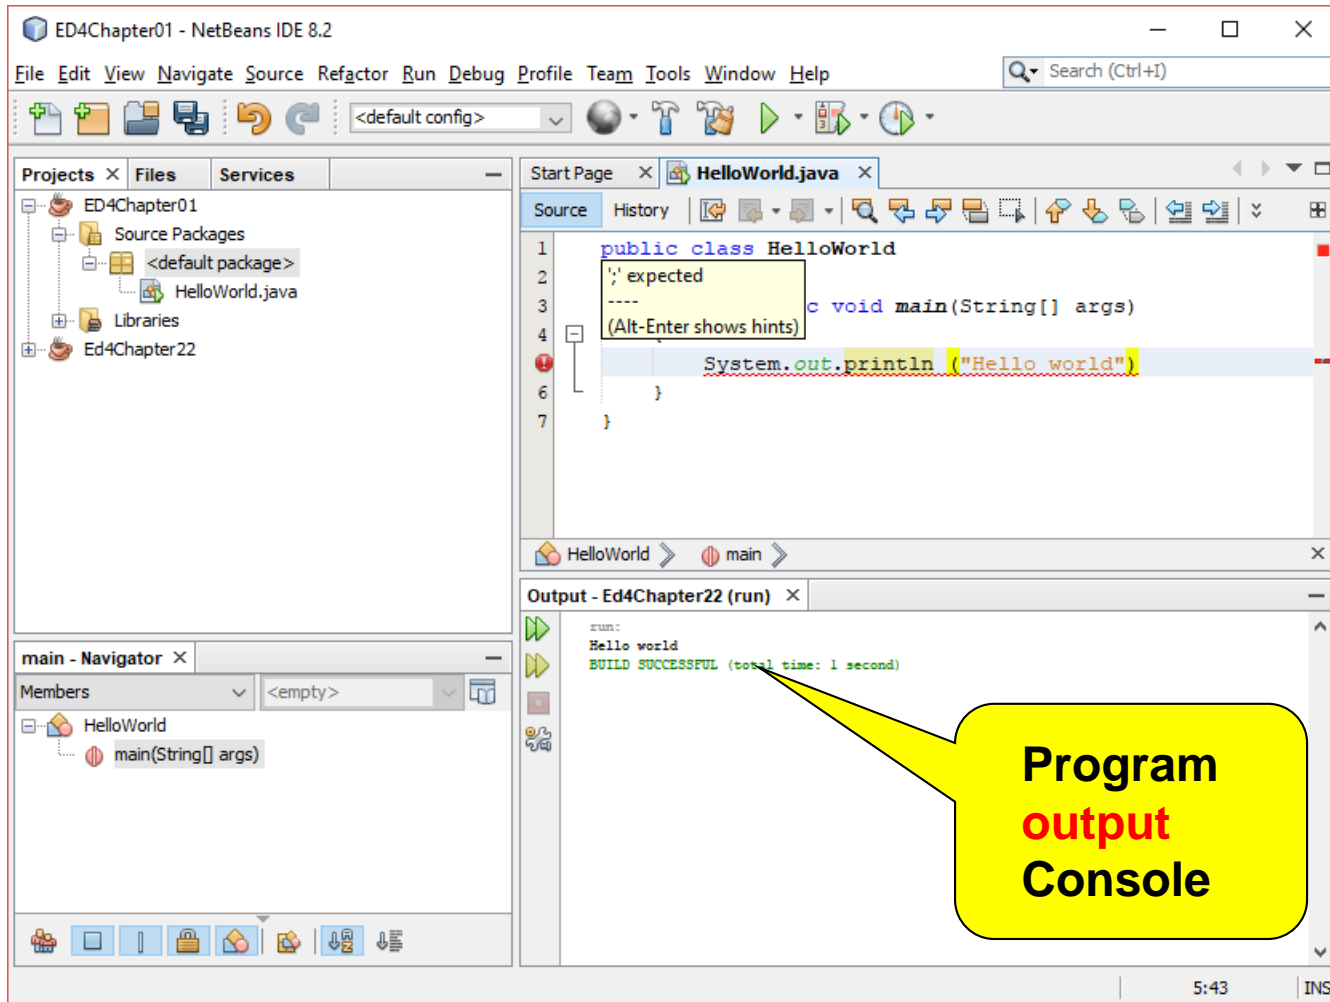 ED4Chapter01 - NetBeans IDE 8.2
File Edit View Navigate Source Refactor Run Debug Profile Team Tools Window Help
Search (Ctrl+I)
<default config>
Projects Files Services
ED4Chapter01
Source Packages
<default package>
HelloWorld.java
Libraries
Ed4Chapter22
Start Page HelloWorld.java
Source History
1 public class HelloWorld
2
';' expected
----
(Alt-Enter shows hints)
3 c void main(String[] args)
4
System.out.println ("Hello world")
6 }
7 }
HelloWorld main
Output - Ed4Chapter22 (run)
run:
Hello world
BUILD SUCCESSFUL (total time: 1 second)
main - Navigator
Members <empty>
HelloWorld
main(String[] args)
Program
output
Console
5:43 INS